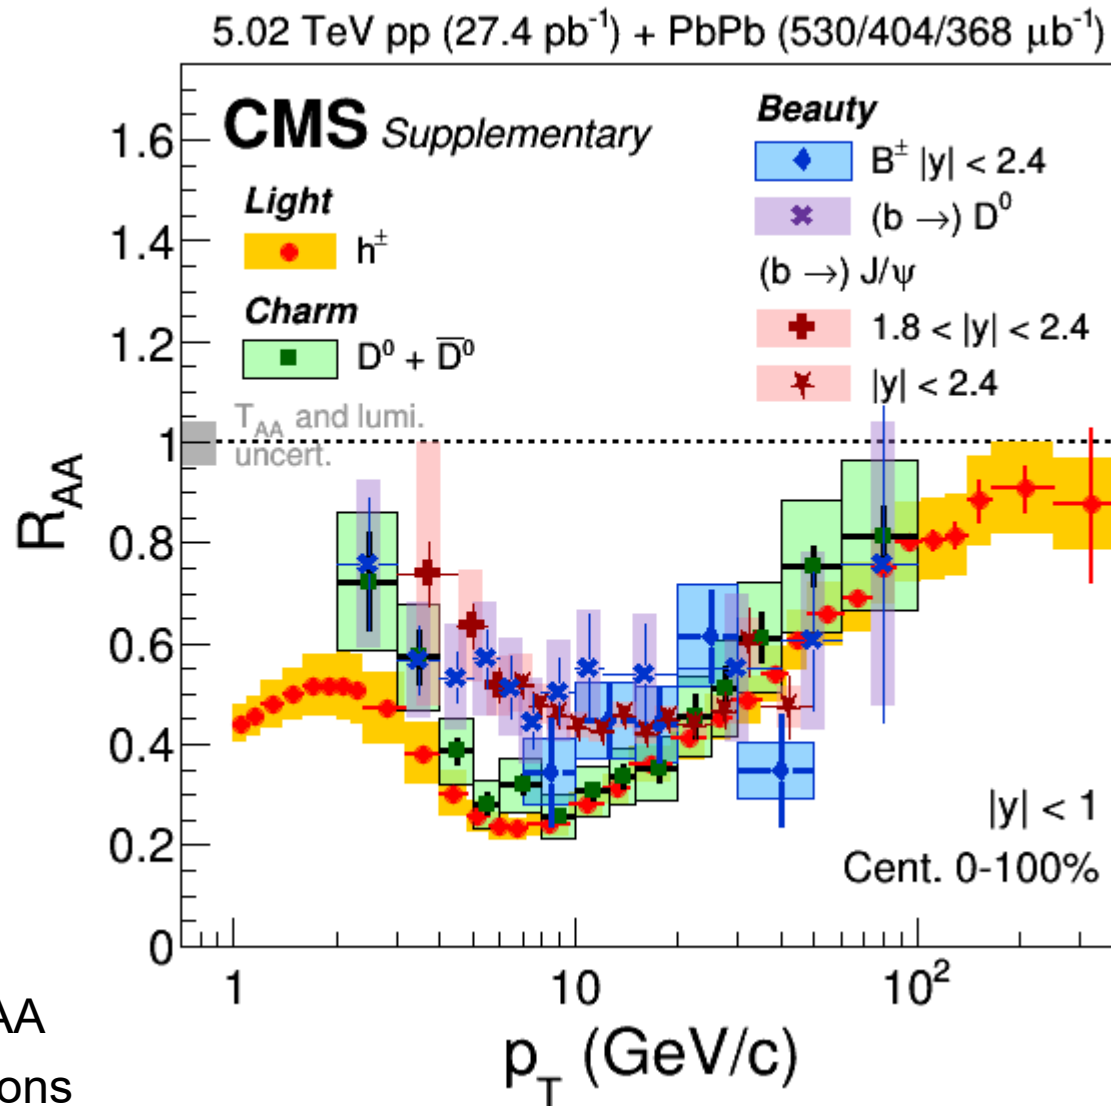 5.02 TeV pp (27.4 pb⁻¹) + PbPb (530/404/368 μb⁻¹)
CMS Supplementary
Light
h±
Charm
D⁰ + D̅⁰
T_AA and lumi.
uncert.
Beauty
B± |y| < 2.4
(b →) D⁰
(b →) J/ψ
1.8 < |y| < 2.4
|y| < 2.4
R_AA
1.6
1.4
1.2
1
0.8
0.6
0.4
0.2
0
|y| < 1
Cent. 0-100%
1 10 10²
p_T (GeV/c)
AA
ons